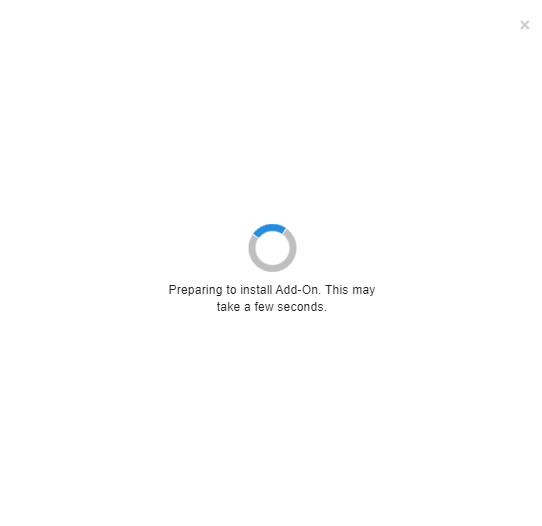 Preparing to install Add-On. This may
take a few seconds.